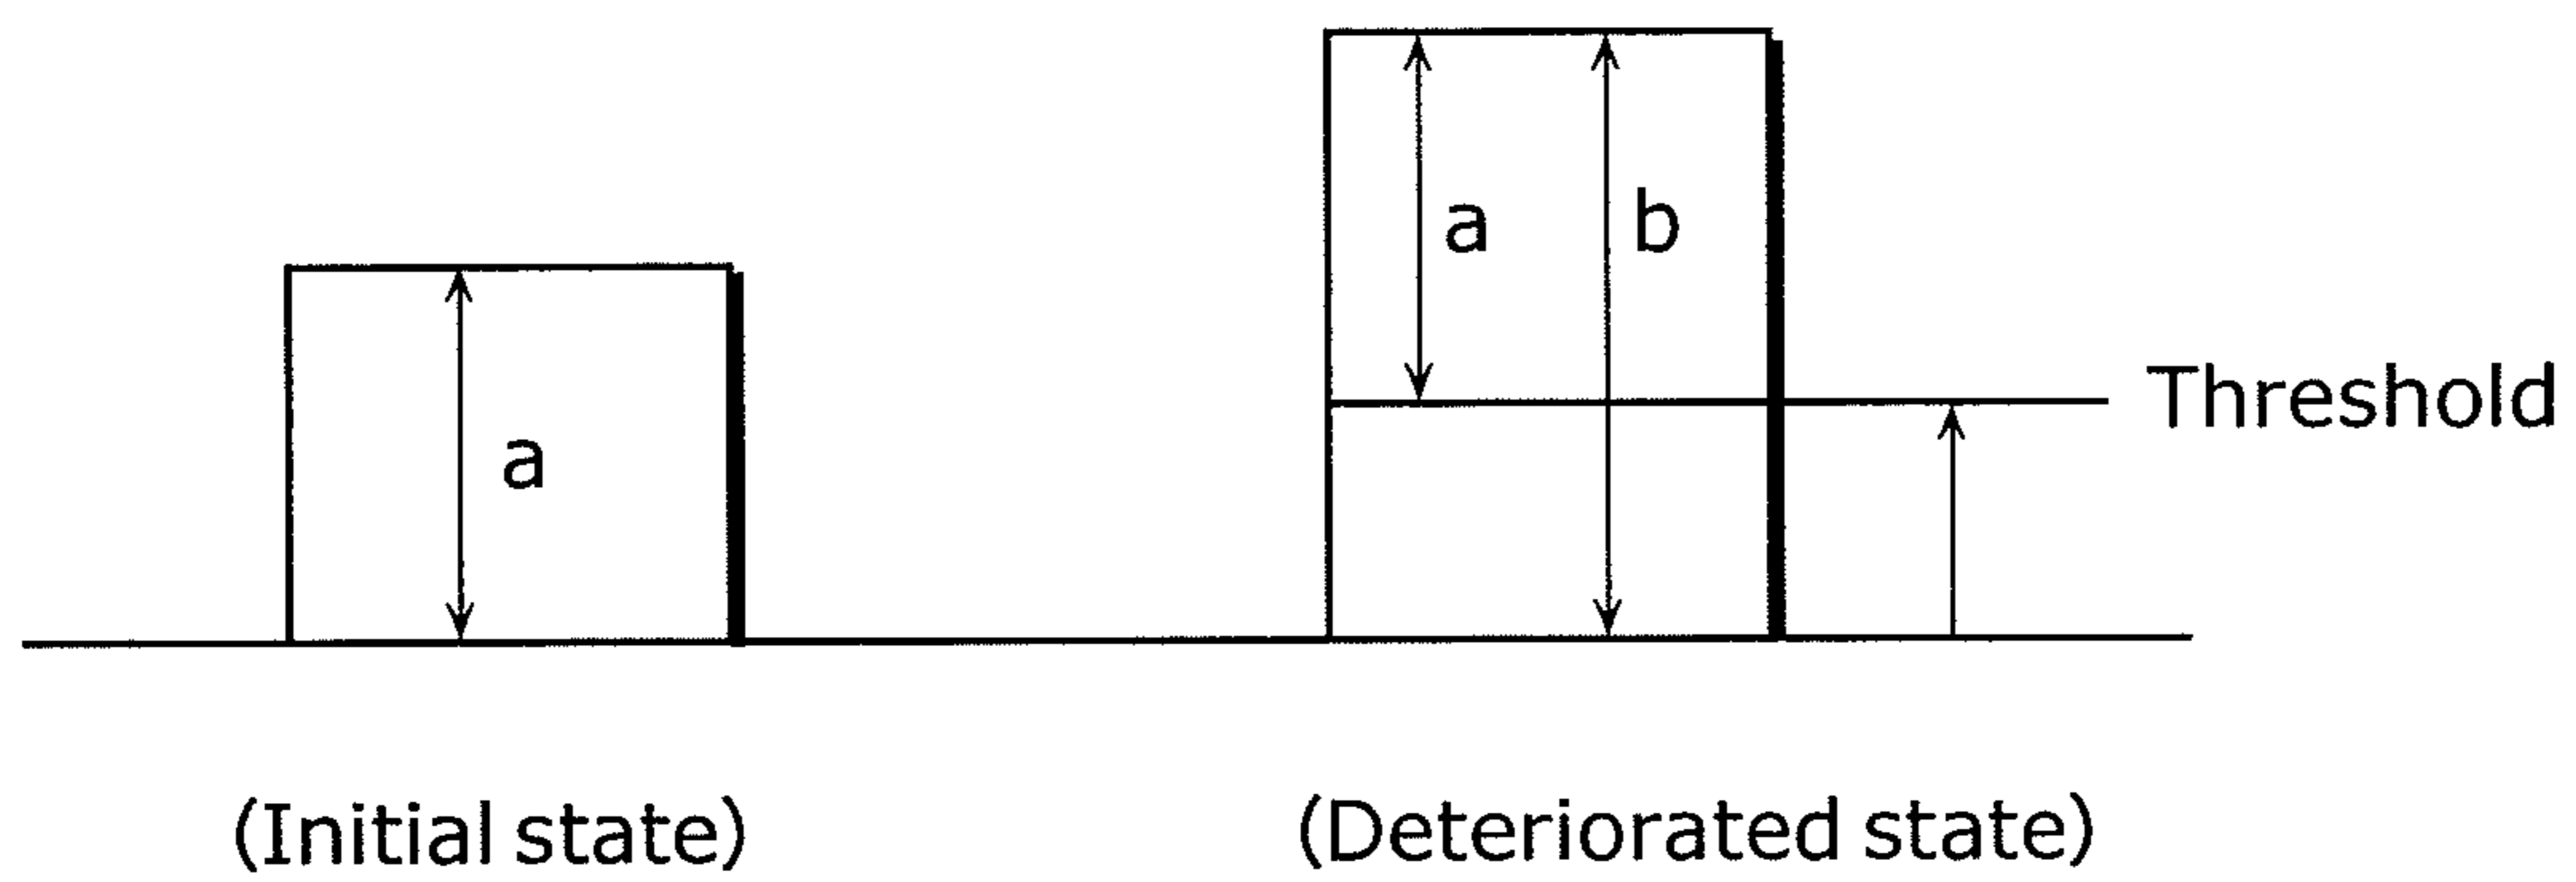 a
b
a
Threshold
(Initial state)
(Deteriorated state)